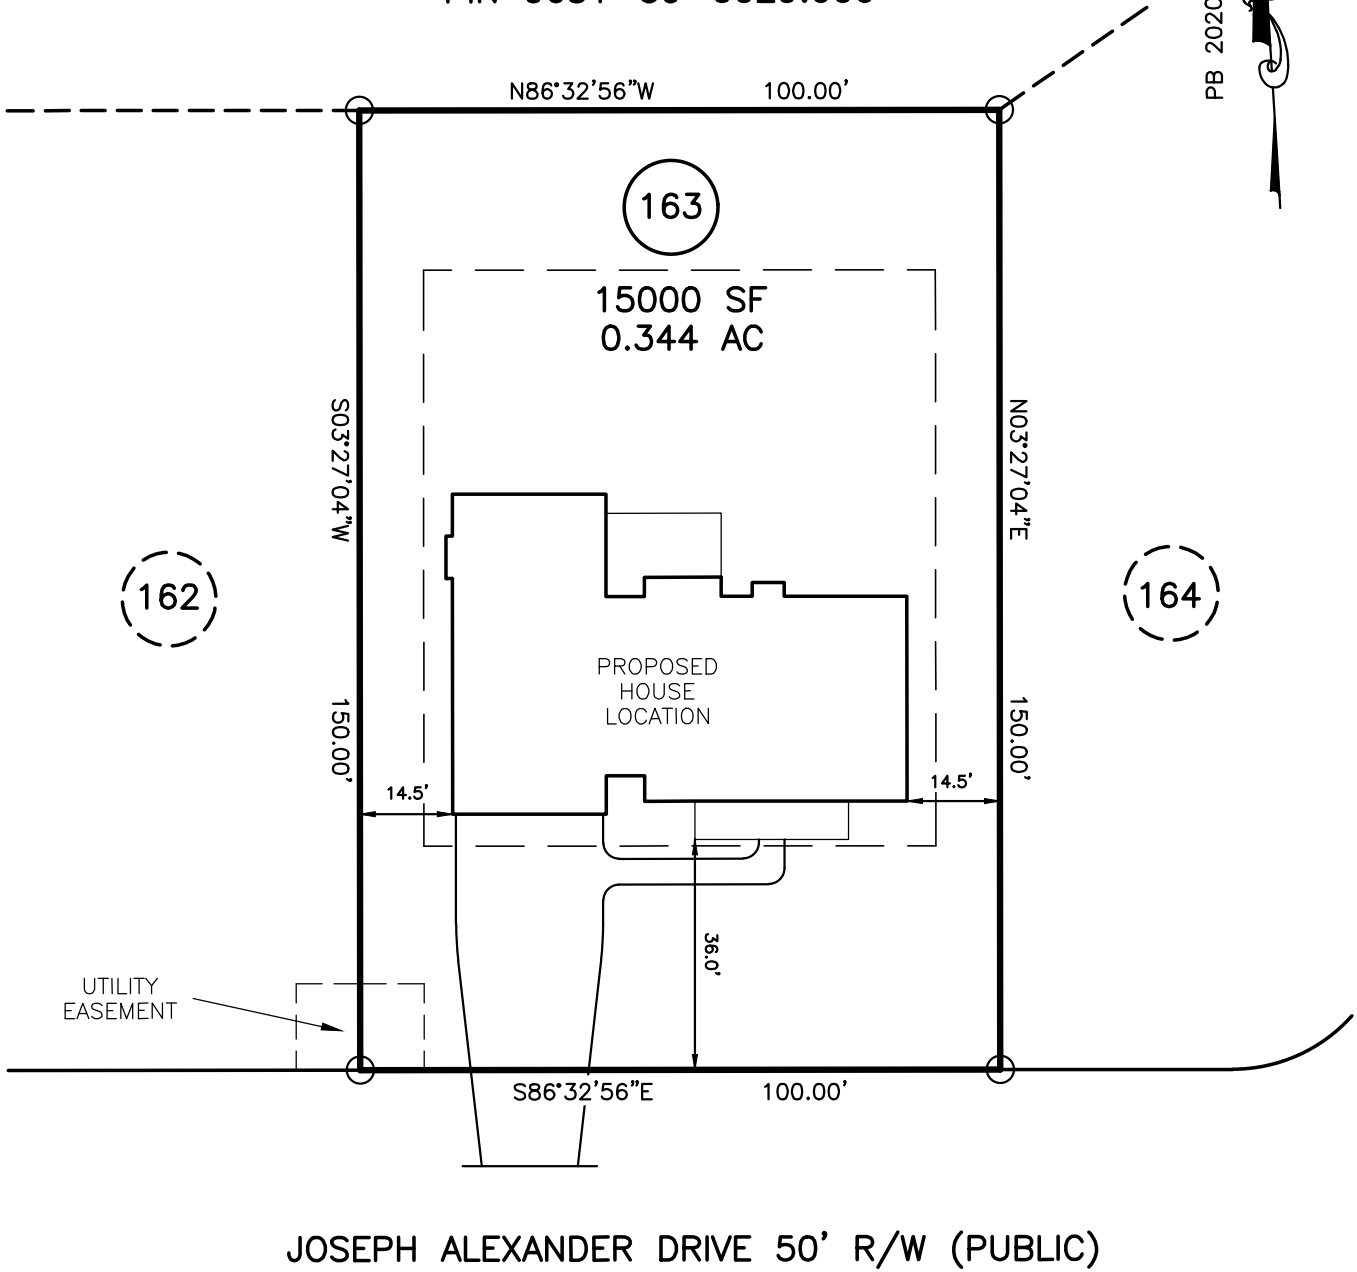 PB 2020
N86°32'56"W 100.00'
163
15000 SF
0.344 AC
S03°27'04"W
150.00'
N03°27'04"E
150.00'
162
164
PROPOSED
HOUSE
LOCATION
14.5'
14.5'
36.0'
UTILITY
EASEMENT
S86°32'56"E 100.00'
JOSEPH ALEXANDER DRIVE 50' R/W (PUBLIC)